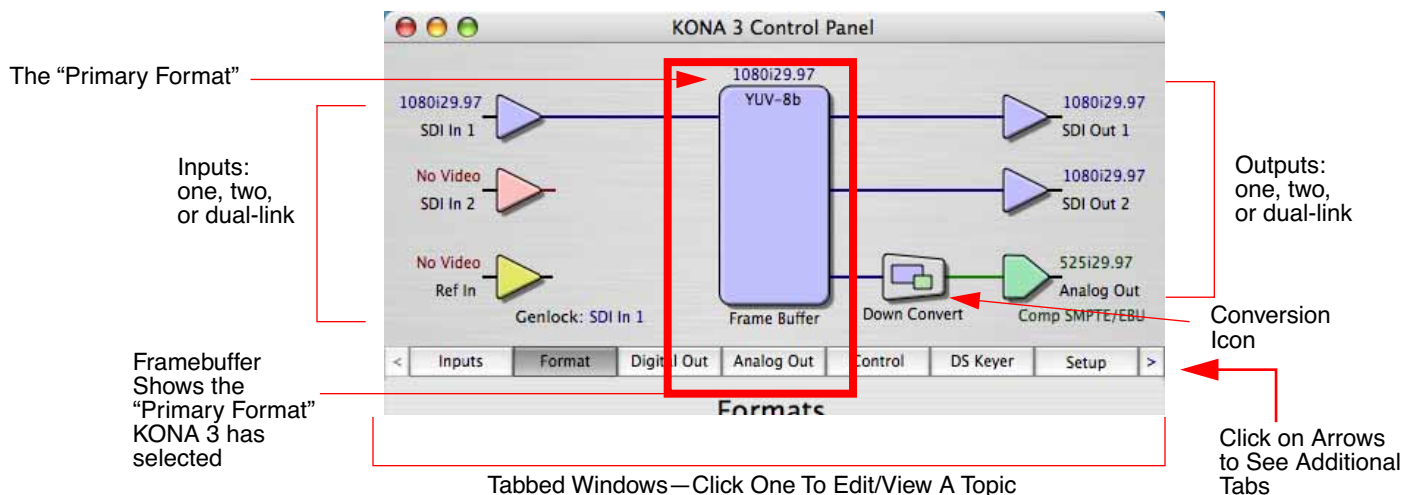 KONA 3 Control Panel
The “Primary Format”
1080i29.97
YUV-8b
1080i29.97
SDI In 1
1080i29.97
SDI Out 1
Inputs:
one, two,
or dual-link
No Video
SDI In 2
1080i29.97
SDI Out 2
Outputs:
one, two,
or dual-link
No Video
Ref In
525i29.97
Analog Out
Genlock: SDI In 1
Frame Buffer
Down Convert
Comp SMPTE/EBU
Conversion
Icon
Framebuffer
Shows the
“Primary Format”
KONA 3 has
selected
< Inputs Format Digital Out Analog Out Control DS Keyer Setup >
Formats
Click on Arrows
to See Additional
Tabs
Tabbed Windows—Click One To Edit/View A Topic